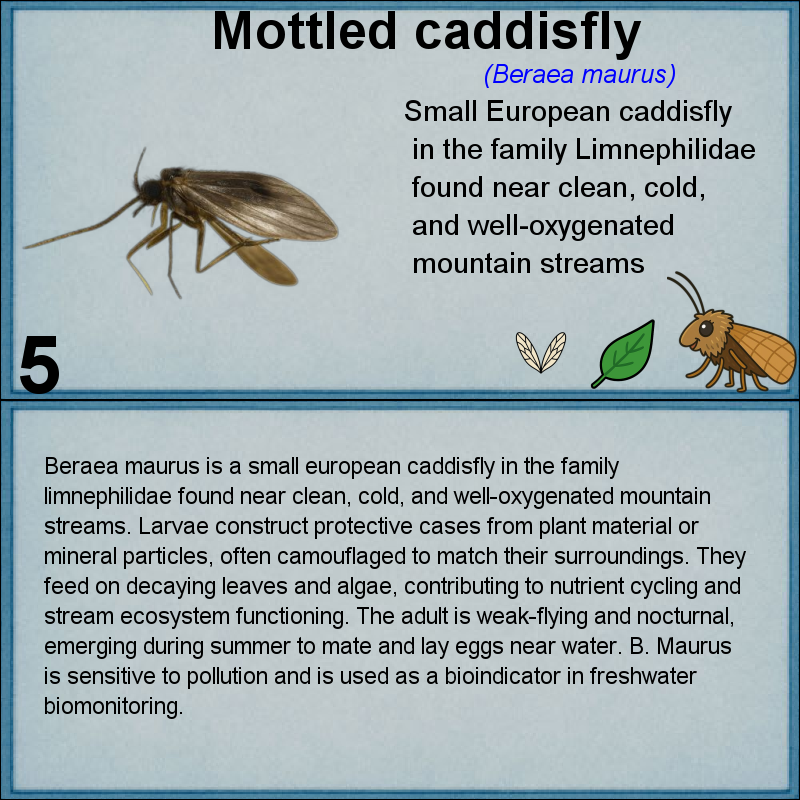 Mottled caddisfly
(Beraea maurus)
Small European caddisfly
in the family Limnephilidae
found near clean, cold,
and well-oxygenated
mountain streams
5
Beraea maurus is a small european caddisfly in the family
limnephilidae found near clean, cold, and well-oxygenated mountain
streams. Larvae construct protective cases from plant material or
mineral particles, often camouflaged to match their surroundings. They
feed on decaying leaves and algae, contributing to nutrient cycling and
stream ecosystem functioning. The adult is weak-flying and nocturnal,
emerging during summer to mate and lay eggs near water. B. Maurus
is sensitive to pollution and is used as a bioindicator in freshwater
biomonitoring.